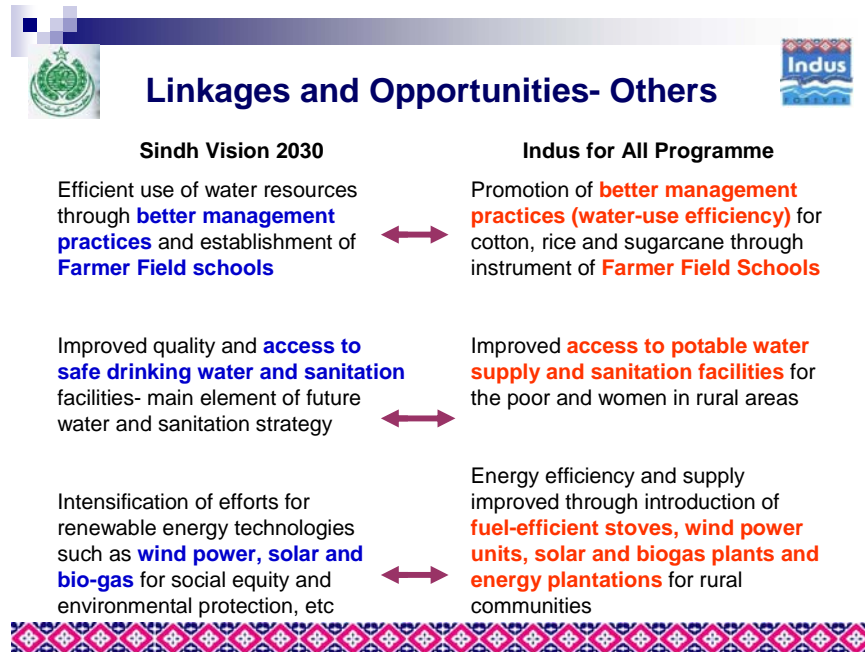 Indus
FOREVER
Linkages and Opportunities- Others
Sindh Vision 2030
Efficient use of water resources
through better management
practices and establishment of
Farmer Field schools
Improved quality and access to
safe drinking water and sanitation
facilities- main element of future
water and sanitation strategy
Intensification of efforts for
renewable energy technologies
such as wind power, solar and
bio-gas for social equity and
environmental protection, etc
Indus for All Programme
Promotion of better management
practices (water-use efficiency) for
cotton, rice and sugarcane through
instrument of Farmer Field Schools
Improved access to potable water
supply and sanitation facilities for
the poor and women in rural areas
Energy efficiency and supply
improved through introduction of
fuel-efficient stoves, wind power
units, solar and biogas plants and
energy plantations for rural
communities